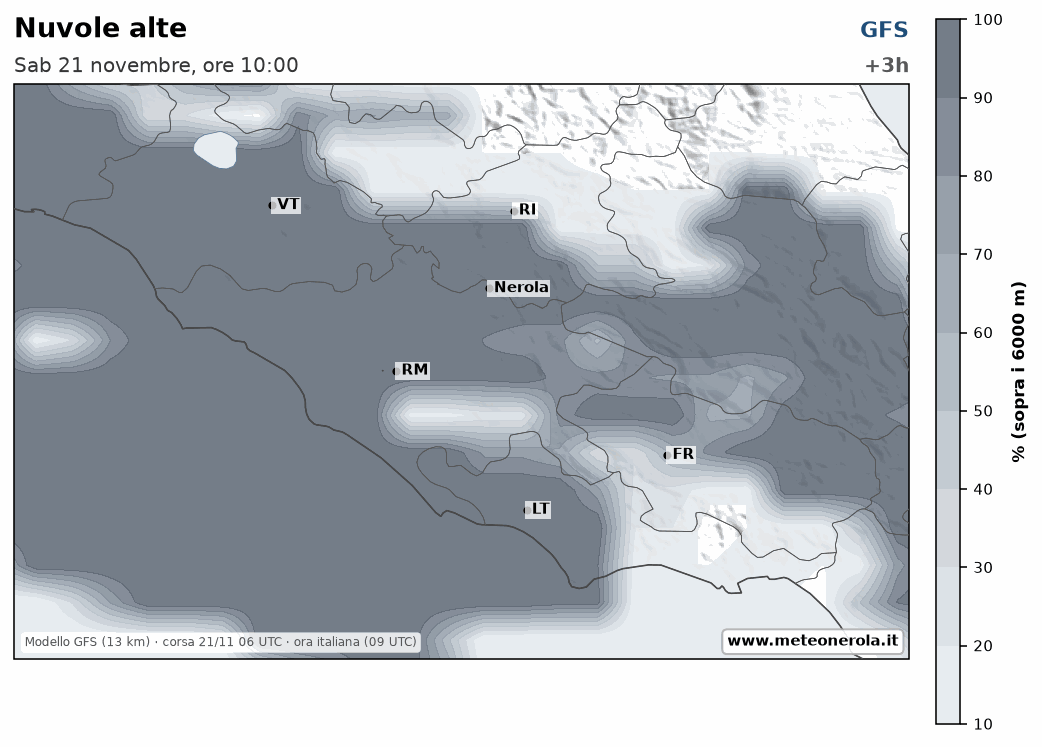 Nuvole alte
GFS
Sab 21 novembre, ore 10:00
+3h
VT
RI
Nerola
RM
FR
LT
Modello GFS (13 km) · corsa 21/11 06 UTC · ora italiana (09 UTC)
www.meteonerola.it
100
90
80
70
60
50
40
30
20
10
% (sopra i 6000 m)